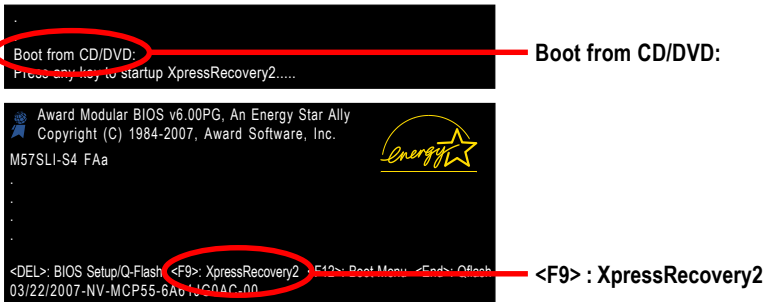 .
.
Boot from CD/DVD:
Press any key to startup XpressRecovery2.....
Boot from CD/DVD:
Award Modular BIOS v6.00PG, An Energy Star Ally
Copyright (C) 1984-2007, Award Software, Inc.
energy
M57SLI-S4 FAa
.
.
.
.
<DEL>: BIOS Setup/Q-Flash <F9>: XpressRecovery2 <F12>: Boot Menu <End>: Qflash
03/22/2007-NV-MCP55-6A61JG0AC-00
<F9> : XpressRecovery2